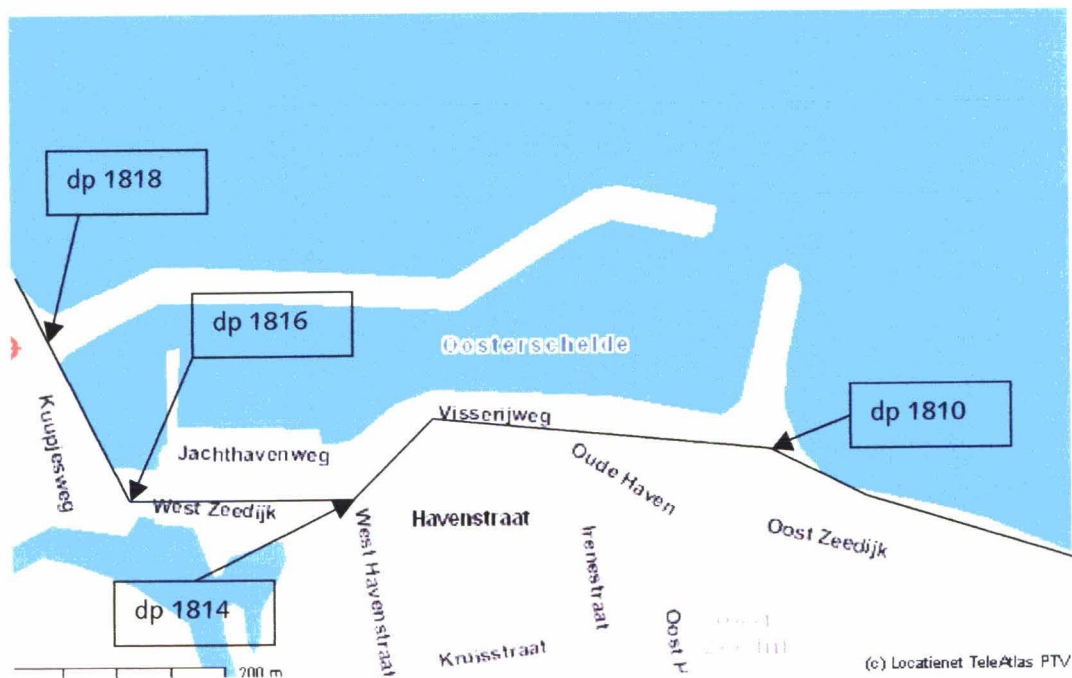 dp 1818
dp 1816
Oosterschelde
dp 1810
Visserijweg
Kuupjesweg
Jachthavenweg
Oude Haven
West Zeedijk
Havenstraat
Oost Zeedijk
West Havenstraat
Irenestraat
dp 1814
Oost H
Kruisstraat
200 m
(c) Locatienet TeleAtlas PTV